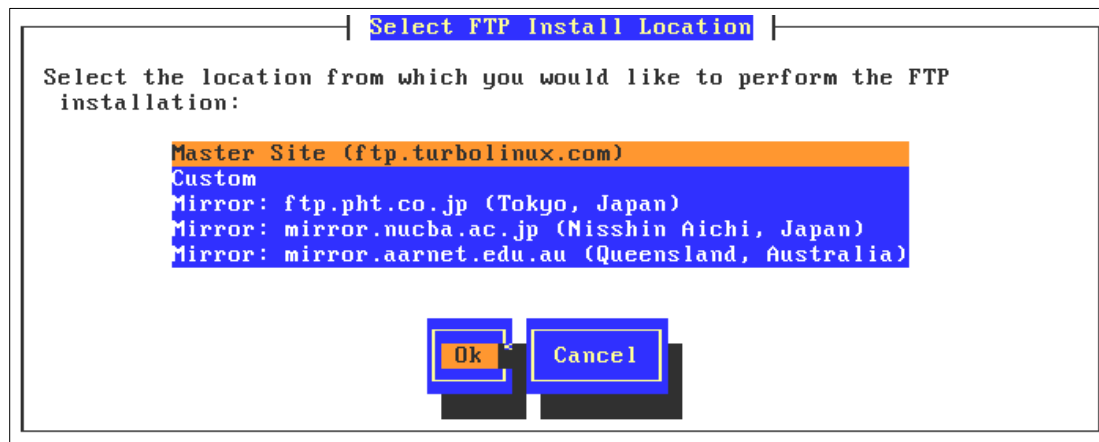 Select FTP Install Location
Select the location from which you would like to perform the FTP
installation:
Master Site (ftp.turbolinux.com)
Custom
Mirror: ftp.pht.co.jp (Tokyo, Japan)
Mirror: mirror.nucba.ac.jp (Nisshin Aichi, Japan)
Mirror: mirror.aarnet.edu.au (Queensland, Australia)
Ok Cancel